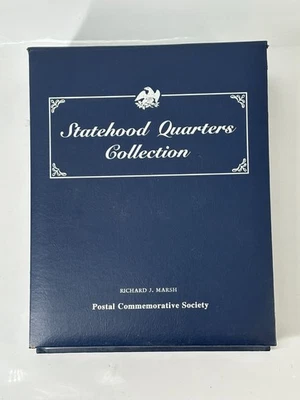 Statehood Quarters
Collection
RICHARD J. MARSH
Postal Commemorative Society